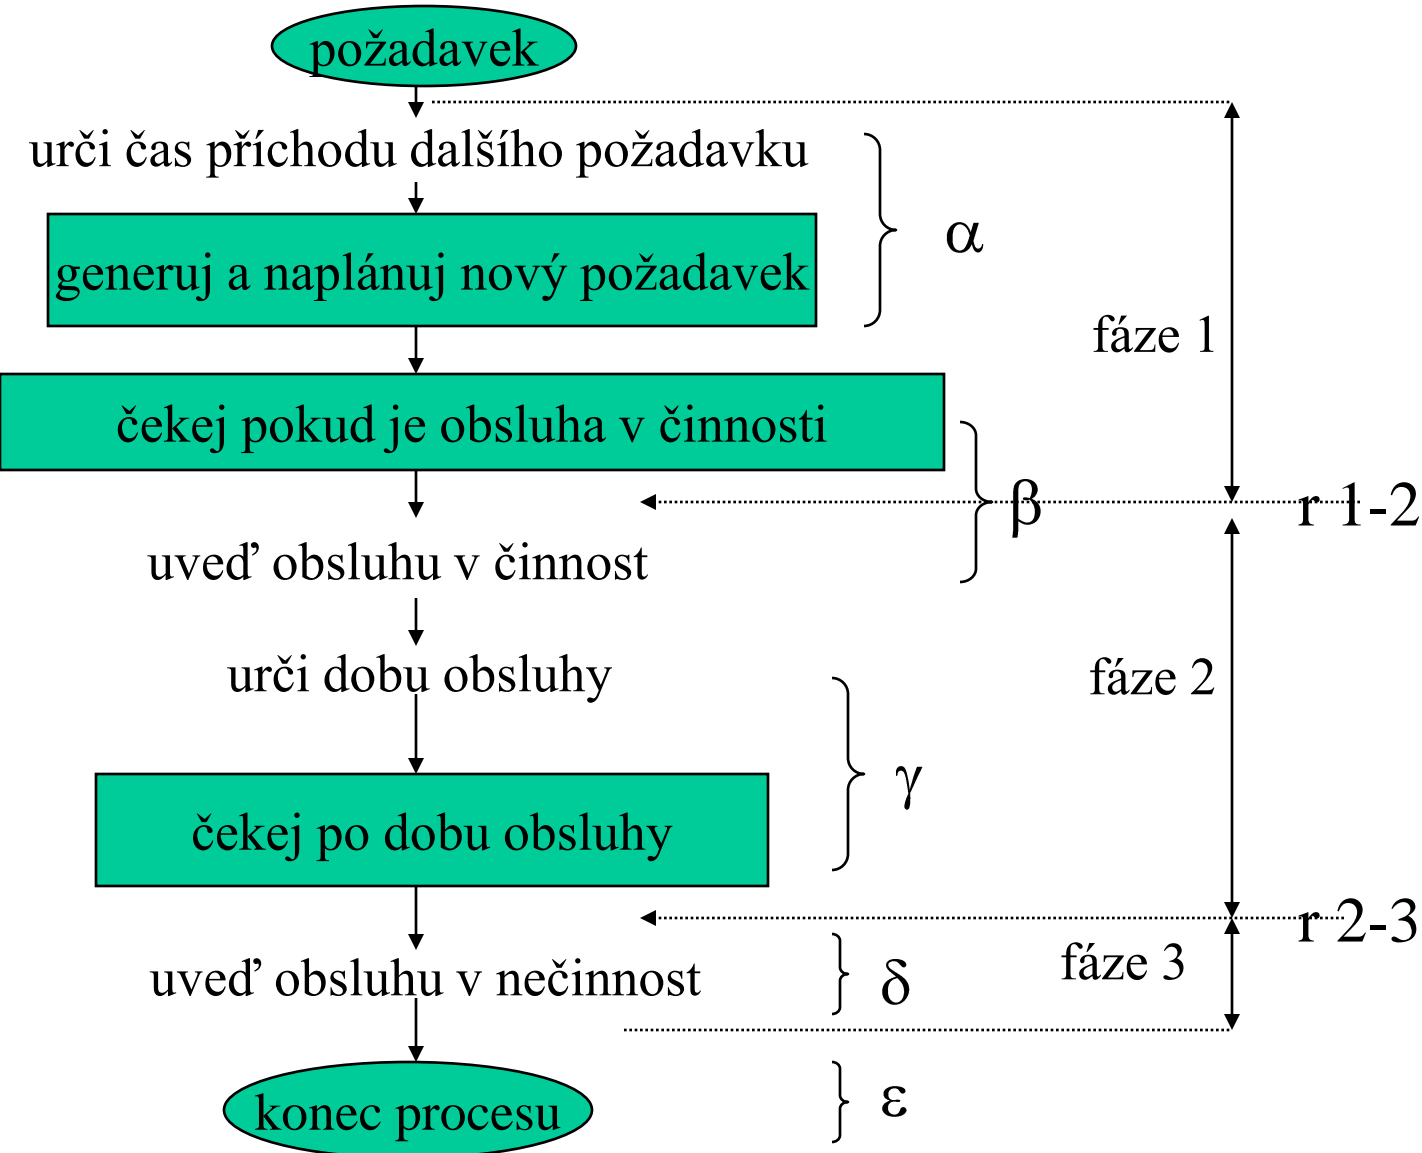 požadavek
urči čas příchodu dalšího požadavku
α
generuj a naplánuj nový požadavek
fáze 1
čekej pokud je obsluha v činnosti
β
r 1-2
uveď obsluhu v činnost
urči dobu obsluhy
fáze 2
γ
čekej po dobu obsluhy
r 2-3
uveď obsluhu v nečinnost
δ
fáze 3
konec procesu
ε